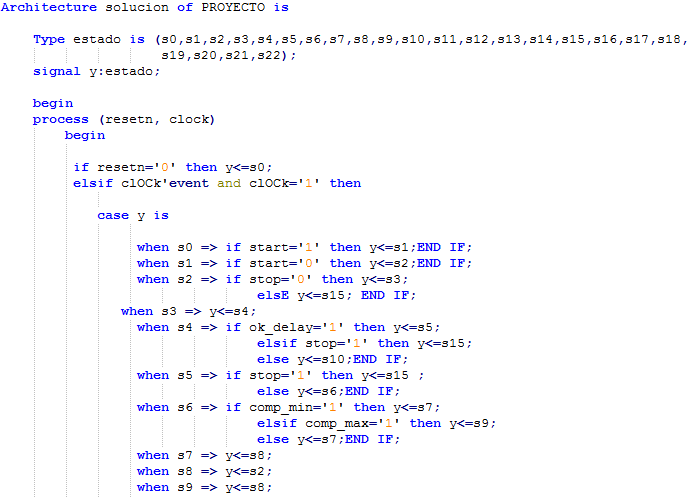 Architecture solucion of PROYECTO is
Type estado is (s0,s1,s2,s3,s4,s5,s6,s7,s8,s9,s10,s11,s12,s13,s14,s15,s16,s17,s18,
s19,s20,s21,s22);
signal y:estado;
begin
process (resetn, clock)
begin
if resetn='0' then y<=s0;
elsif clOCk'event and clOCk='1' then
case y is
when s0 => if start='1' then y<=s1;END IF;
when s1 => if start='0' then y<=s2;END IF;
when s2 => if stop='0' then y<=s3;
elsE y<=s15; END IF;
when s3 => y<=s4;
when s4 => if ok_delay='1' then y<=s5;
elsif stop='1' then y<=s15;
else y<=s10;END IF;
when s5 => if stop='1' then y<=s15 ;
else y<=s6;END IF;
when s6 => if comp_min='1' then y<=s7;
elsif comp_max='1' then y<=s9;
else y<=s7;END IF;
when s7 => y<=s8;
when s8 => y<=s2;
when s9 => y<=s8;